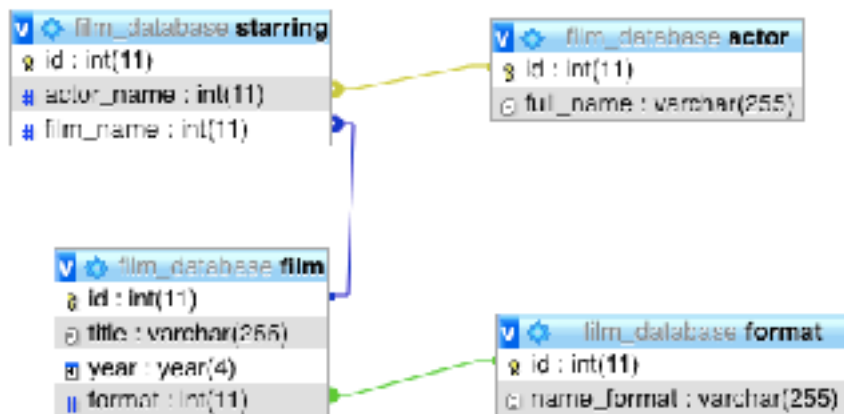 film_database starring
id : int(11)
actor_name : int(11)
film_name : int(11)
film_database actor
id : int(11)
full_name : varchar(255)
film_database film
id : int(11)
title : varchar(255)
year : year(4)
format : int(11)
film_database format
id : int(11)
name_format : varchar(255)